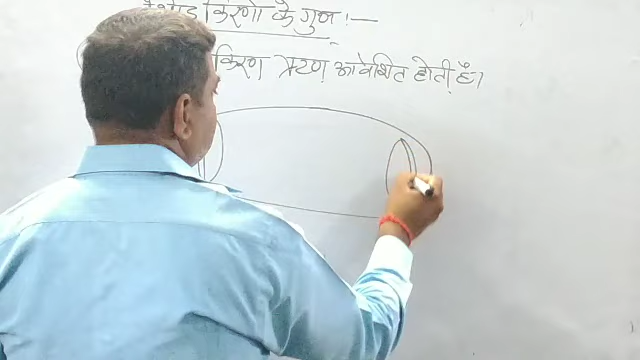 किरणों के गुण :—
किरण ऋण आवेशित होती हैं।